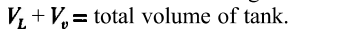 V_L + V_v = total volume of tank.